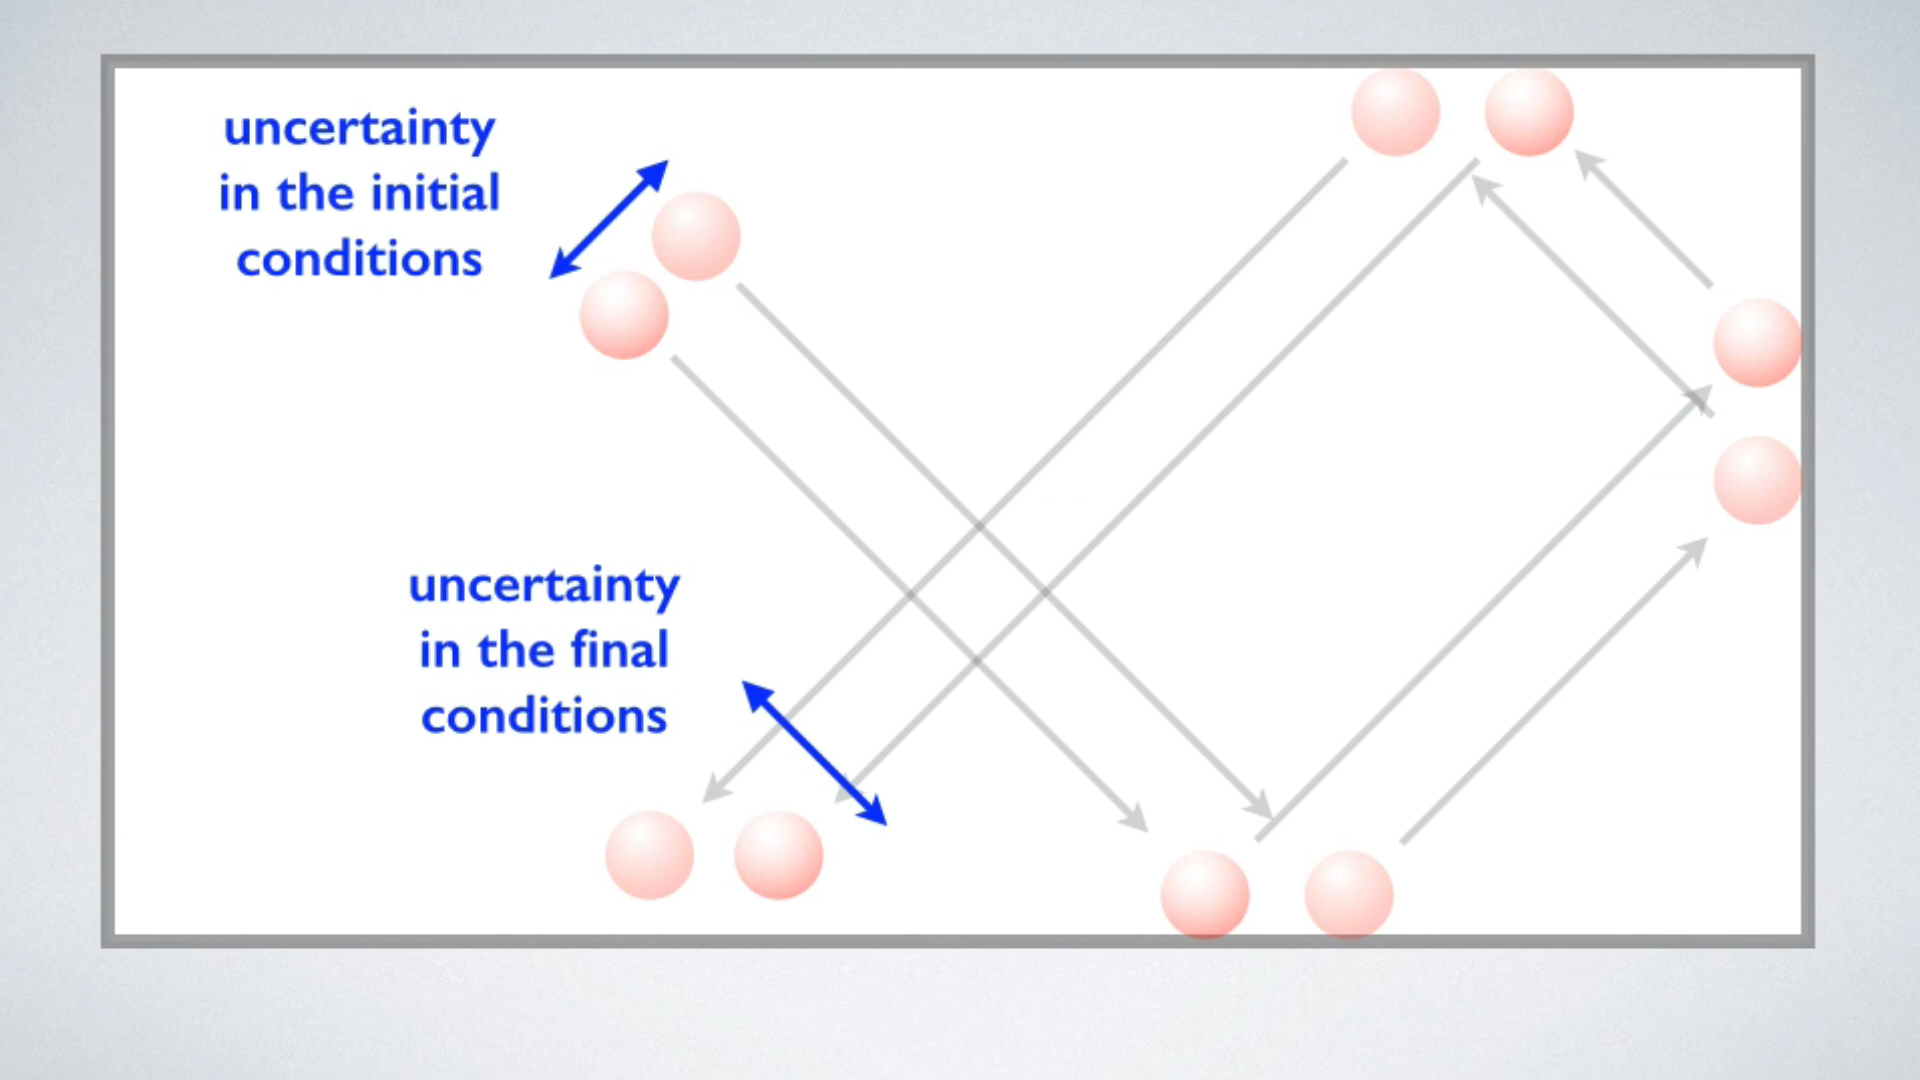 uncertainty
in the initial
conditions
uncertainty
in the final
conditions